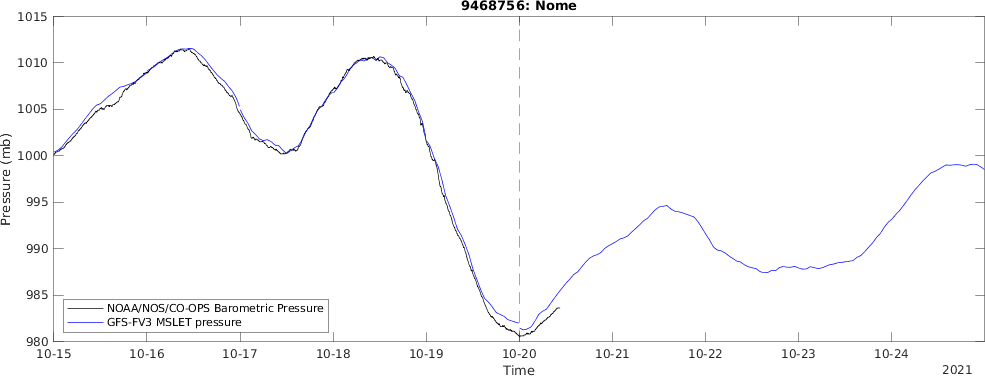 9468756: Nome
1015
1010
1005
1000
995
990
985
980
Pressure (mb)
NOAA/NOS/CO-OPS Barometric Pressure
GFS-FV3 MSLET pressure
10-15 10-16 10-17 10-18 10-19 10-20 10-21 10-22 10-23 10-24
Time
2021